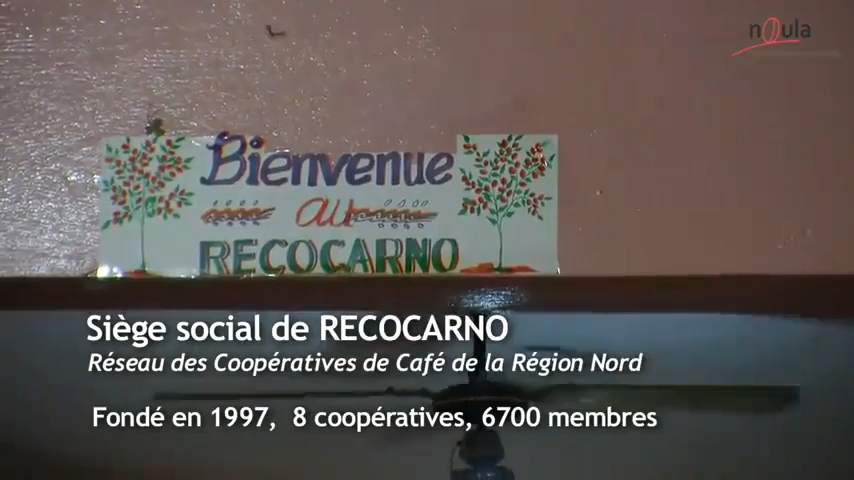 noula
Bienvenue
au
RECOCARNO
Siège social de RECOCARNO
Réseau des Coopératives de Café de la Région Nord
Fondé en 1997, 8 coopératives, 6700 membres